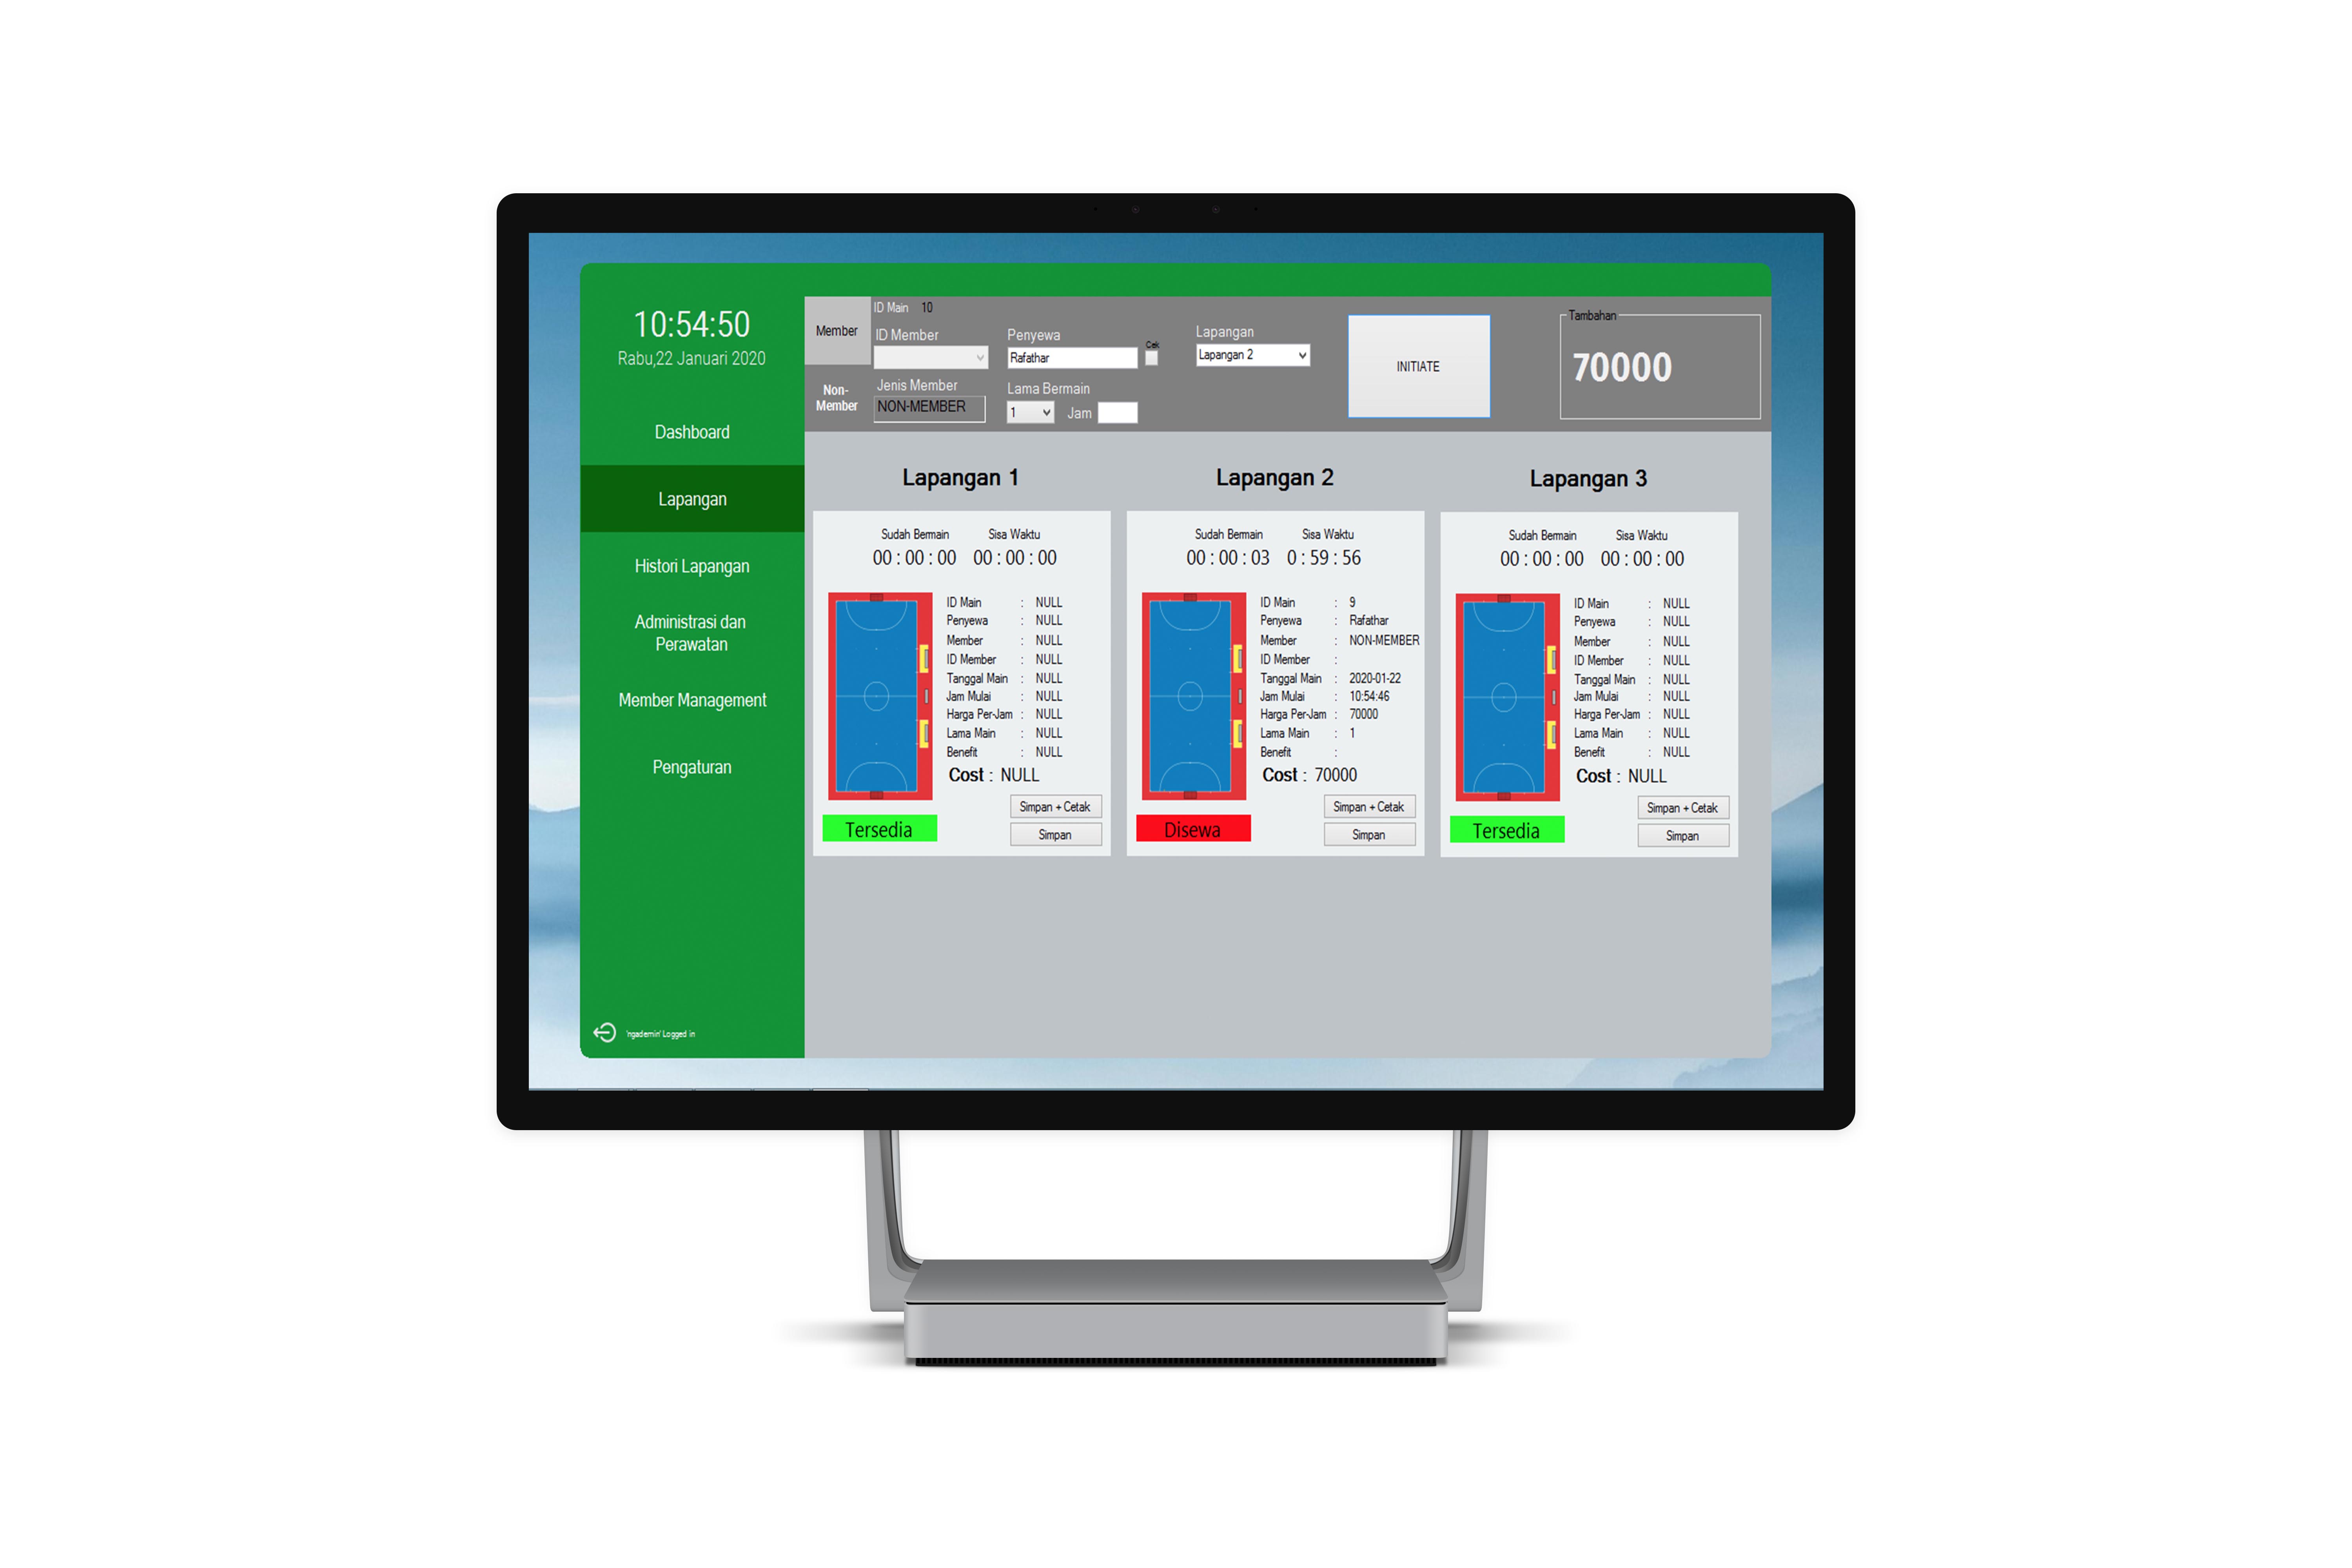 10:54:50
Rabu,22 Januari 2020
Dashboard
Lapangan
Histori Lapangan
Administrasi dan
Perawatan
Member Management
Pengaturan
'ngademin' Logged in
Member
Non-
Member
ID Main 10
ID Member
Jenis Member
NON-MEMBER
Penyewa
Rafathar
Cek
Lama Bermain
1 Jam
Lapangan
Lapangan 2
INITIATE
Tambahan
70000
Lapangan 1
Sudah Bermain Sisa Waktu
00 : 00 : 00 00 : 00 : 00
ID Main : NULL
Penyewa : NULL
Member : NULL
ID Member : NULL
Tanggal Main : NULL
Jam Mulai : NULL
Harga Per-Jam : NULL
Lama Main : NULL
Benefit : NULL
Cost : NULL
Simpan + Cetak
Tersedia
Simpan
Lapangan 2
Sudah Bermain Sisa Waktu
00 : 00 : 03 0 : 59 : 56
ID Main : 9
Penyewa : Rafathar
Member : NON-MEMBER
ID Member :
Tanggal Main : 2020-01-22
Jam Mulai : 10:54:46
Harga Per-Jam : 70000
Lama Main : 1
Benefit :
Cost : 70000
Simpan + Cetak
Disewa
Simpan
Lapangan 3
Sudah Bermain Sisa Waktu
00 : 00 : 00 00 : 00 : 00
ID Main : NULL
Penyewa : NULL
Member : NULL
ID Member : NULL
Tanggal Main : NULL
Jam Mulai : NULL
Harga Per-Jam : NULL
Lama Main : NULL
Benefit : NULL
Cost : NULL
Simpan + Cetak
Tersedia
Simpan